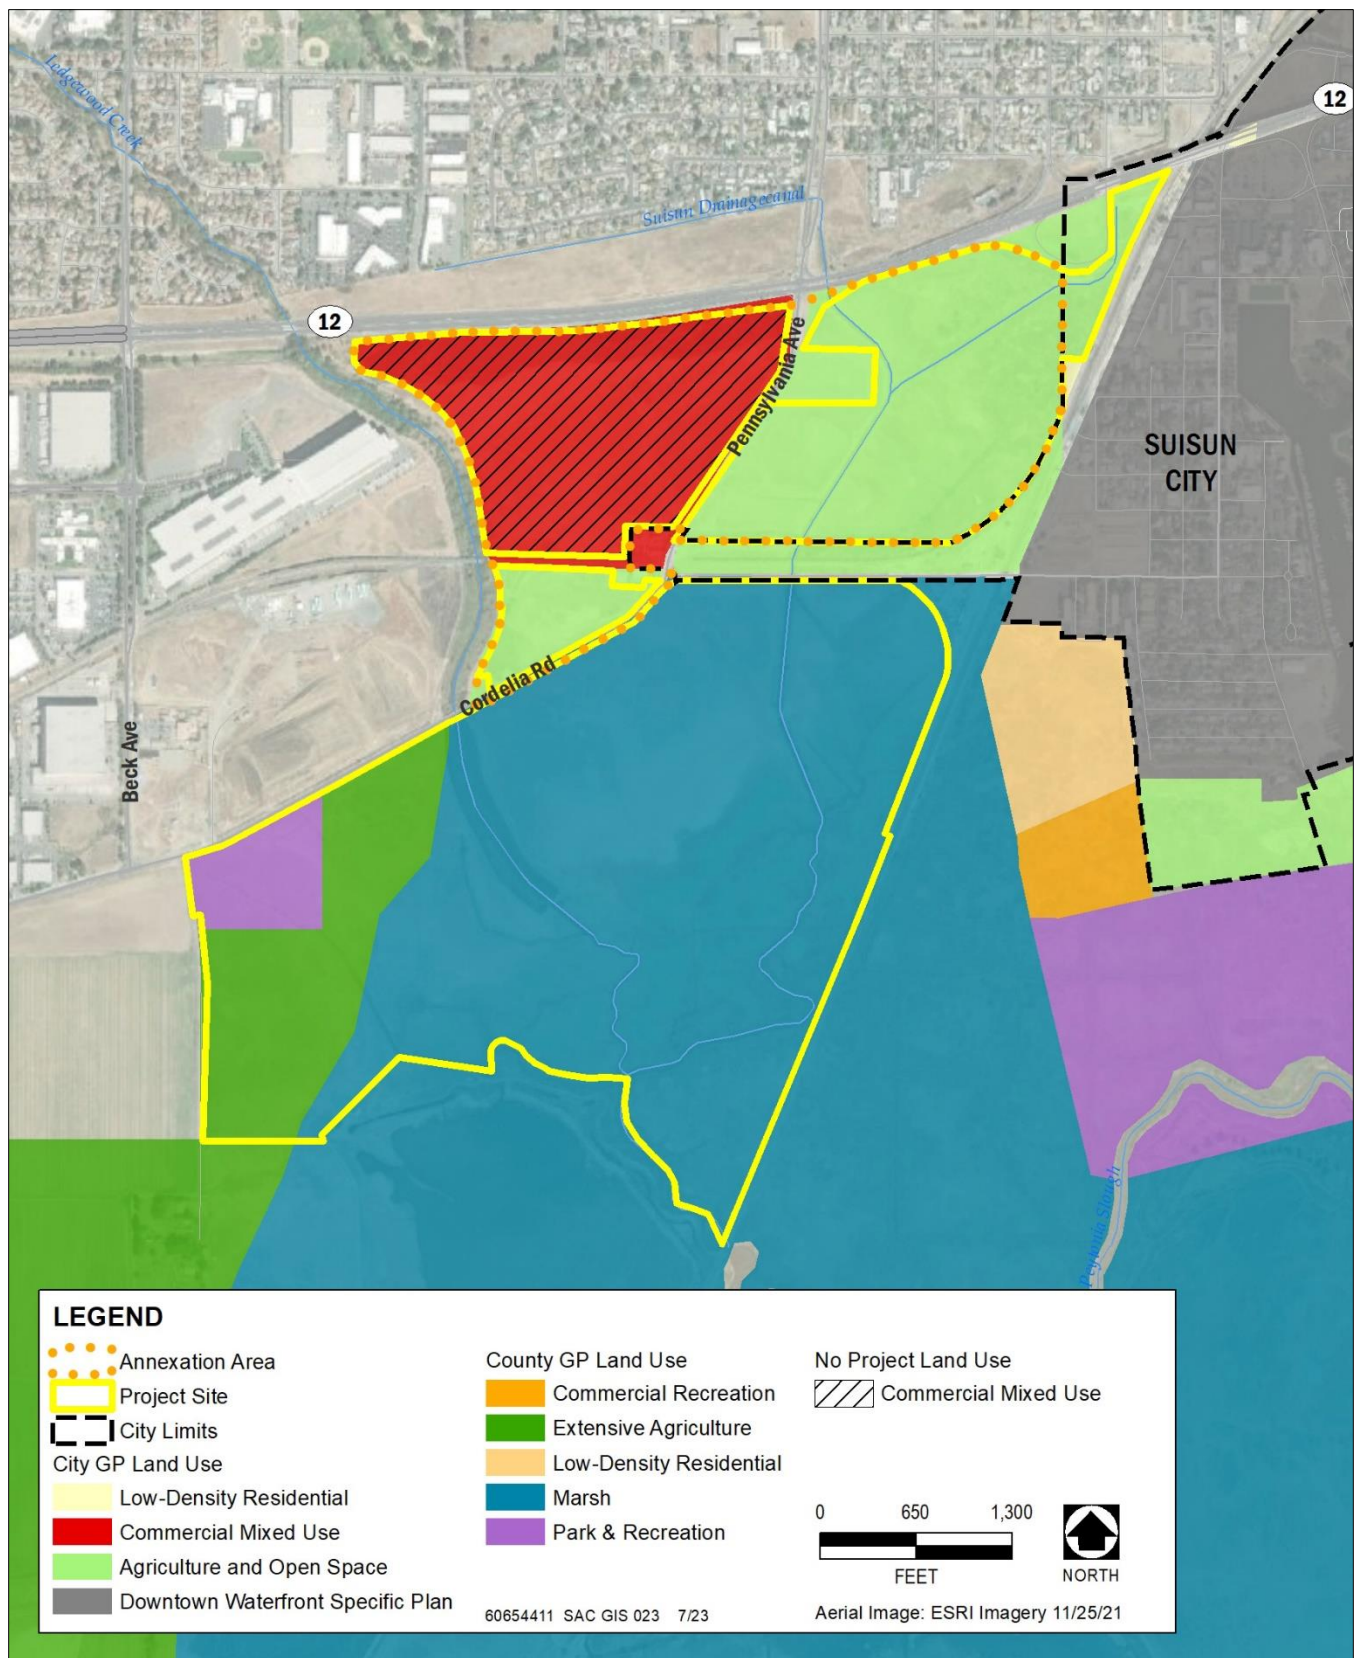 Ledgewood Creek
12
Suisun Drainagecanal
12
Pennsylvania Ave
SUISUN
CITY
Cordelia Rd
Beck Ave
Peytonia Slough
LEGEND
Annexation Area
Project Site
City Limits
City GP Land Use
Low-Density Residential
Commercial Mixed Use
Agriculture and Open Space
Downtown Waterfront Specific Plan
County GP Land Use
Commercial Recreation
Extensive Agriculture
Low-Density Residential
Marsh
Park & Recreation
60654411 SAC GIS 023 7/23
No Project Land Use
Commercial Mixed Use
0 650 1,300
FEET
NORTH
Aerial Image: ESRI Imagery 11/25/21